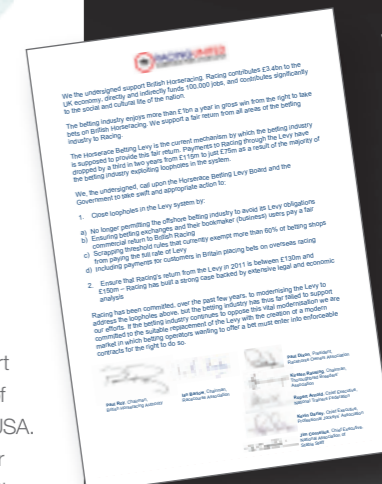 RACING UNITED
We the undersigned support British Horseracing. Racing contributes £3.4bn to the
UK economy, directly and indirectly funds 100,000 jobs, and contributes significantly
to the social and cultural life of the nation.
The betting industry enjoys more than £1bn a year in gross win from the right to take
bets on British Horseracing. We support a fair return from all areas of the betting
industry to Racing.
The Horserace Betting Levy is the current mechanism by which the betting industry
is supposed to provide this fair return. Payments to Racing through the Levy have
dropped by a third in two years from £115m to just £75m as a result of the majority of
the betting industry exploiting loopholes in the system.
We, the undersigned, call upon the Horserace Betting Levy Board and the
Government to take swift and appropriate action to:
1. Close loopholes in the Levy system by:
a) No longer permitting the offshore betting industry to avoid its Levy obligations
b) Ensuring betting exchanges and their bookmaker (business) users pay a fair
commercial return to British Racing
c) Scrapping threshold rules that currently exempt more than 60% of betting shops
from paying the full rate of Levy
d) Including payments for customers in Britain placing bets on overseas racing
2. Ensure that Racing's return from the Levy in 2011 is between £130m and
£150m – Racing has built a strong case backed by extensive legal and economic
analysis
Racing has been committed, over the past few years, to modernising the Levy to
address the loopholes above, but the betting industry has thus far failed to support
our efforts. If the betting industry continues to oppose this vital modernisation we are
committed to the suitable replacement of the Levy with the creation of a modern
market in which betting operators wanting to offer a bet must enter into enforceable
contracts for the right to do so.
Paul Roy, Chairman,
British Horseracing Authority
Ian Barlow, Chairman,
Racecourse Association
Paul Dixon, President,
Racehorse Owners Association
Kirsten Rausing, Chairman,
Thoroughbred Breeders'
Association
Rupert Arnold, Chief Executive,
National Trainers Federation
Kevin Darley, Chief Executive,
Professional Jockeys' Association
Jim Cornelius, Chief Executive,
National Association of
Stable Staff
rt
of
USA.
r